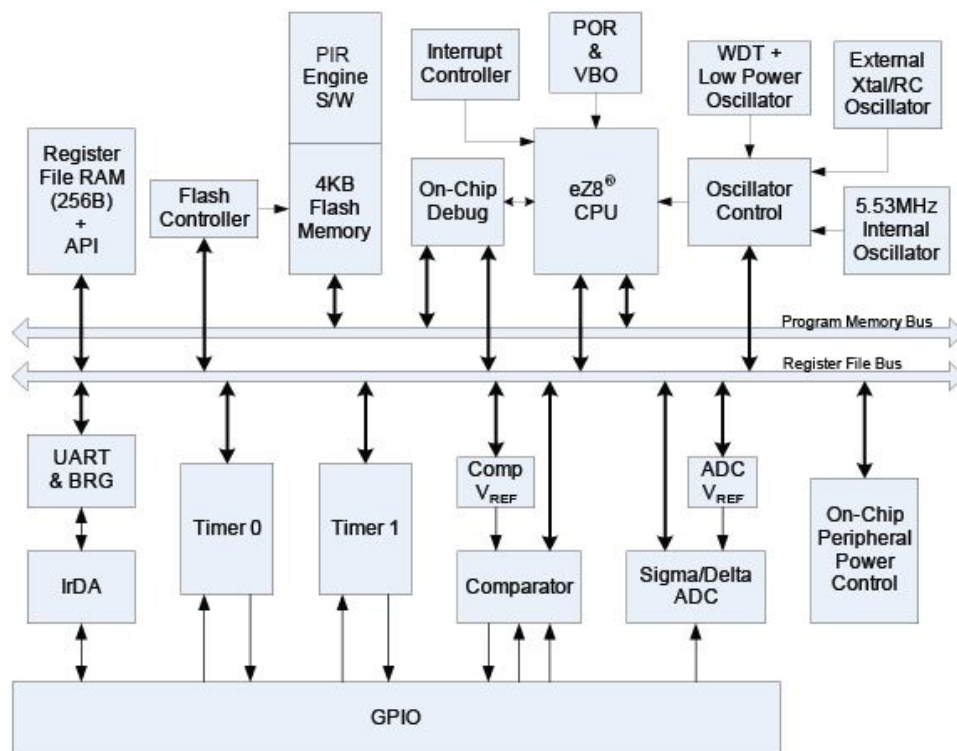 PIR
Engine
S/W
Interrupt
Controller
POR
&
VBO
WDT +
Low Power
Oscillator
External
Xtal/RC
Oscillator
Register
File RAM
(256B)
+
API
Flash
Controller
4KB
Flash
Memory
On-Chip
Debug
eZ8®
CPU
Oscillator
Control
5.53MHz
Internal
Oscillator
Program Memory Bus
Register File Bus
UART
& BRG
Timer 0
Timer 1
Comp
VREF
ADC
VREF
On-Chip
Peripheral
Power
Control
IrDA
Comparator
Sigma/Delta
ADC
GPIO